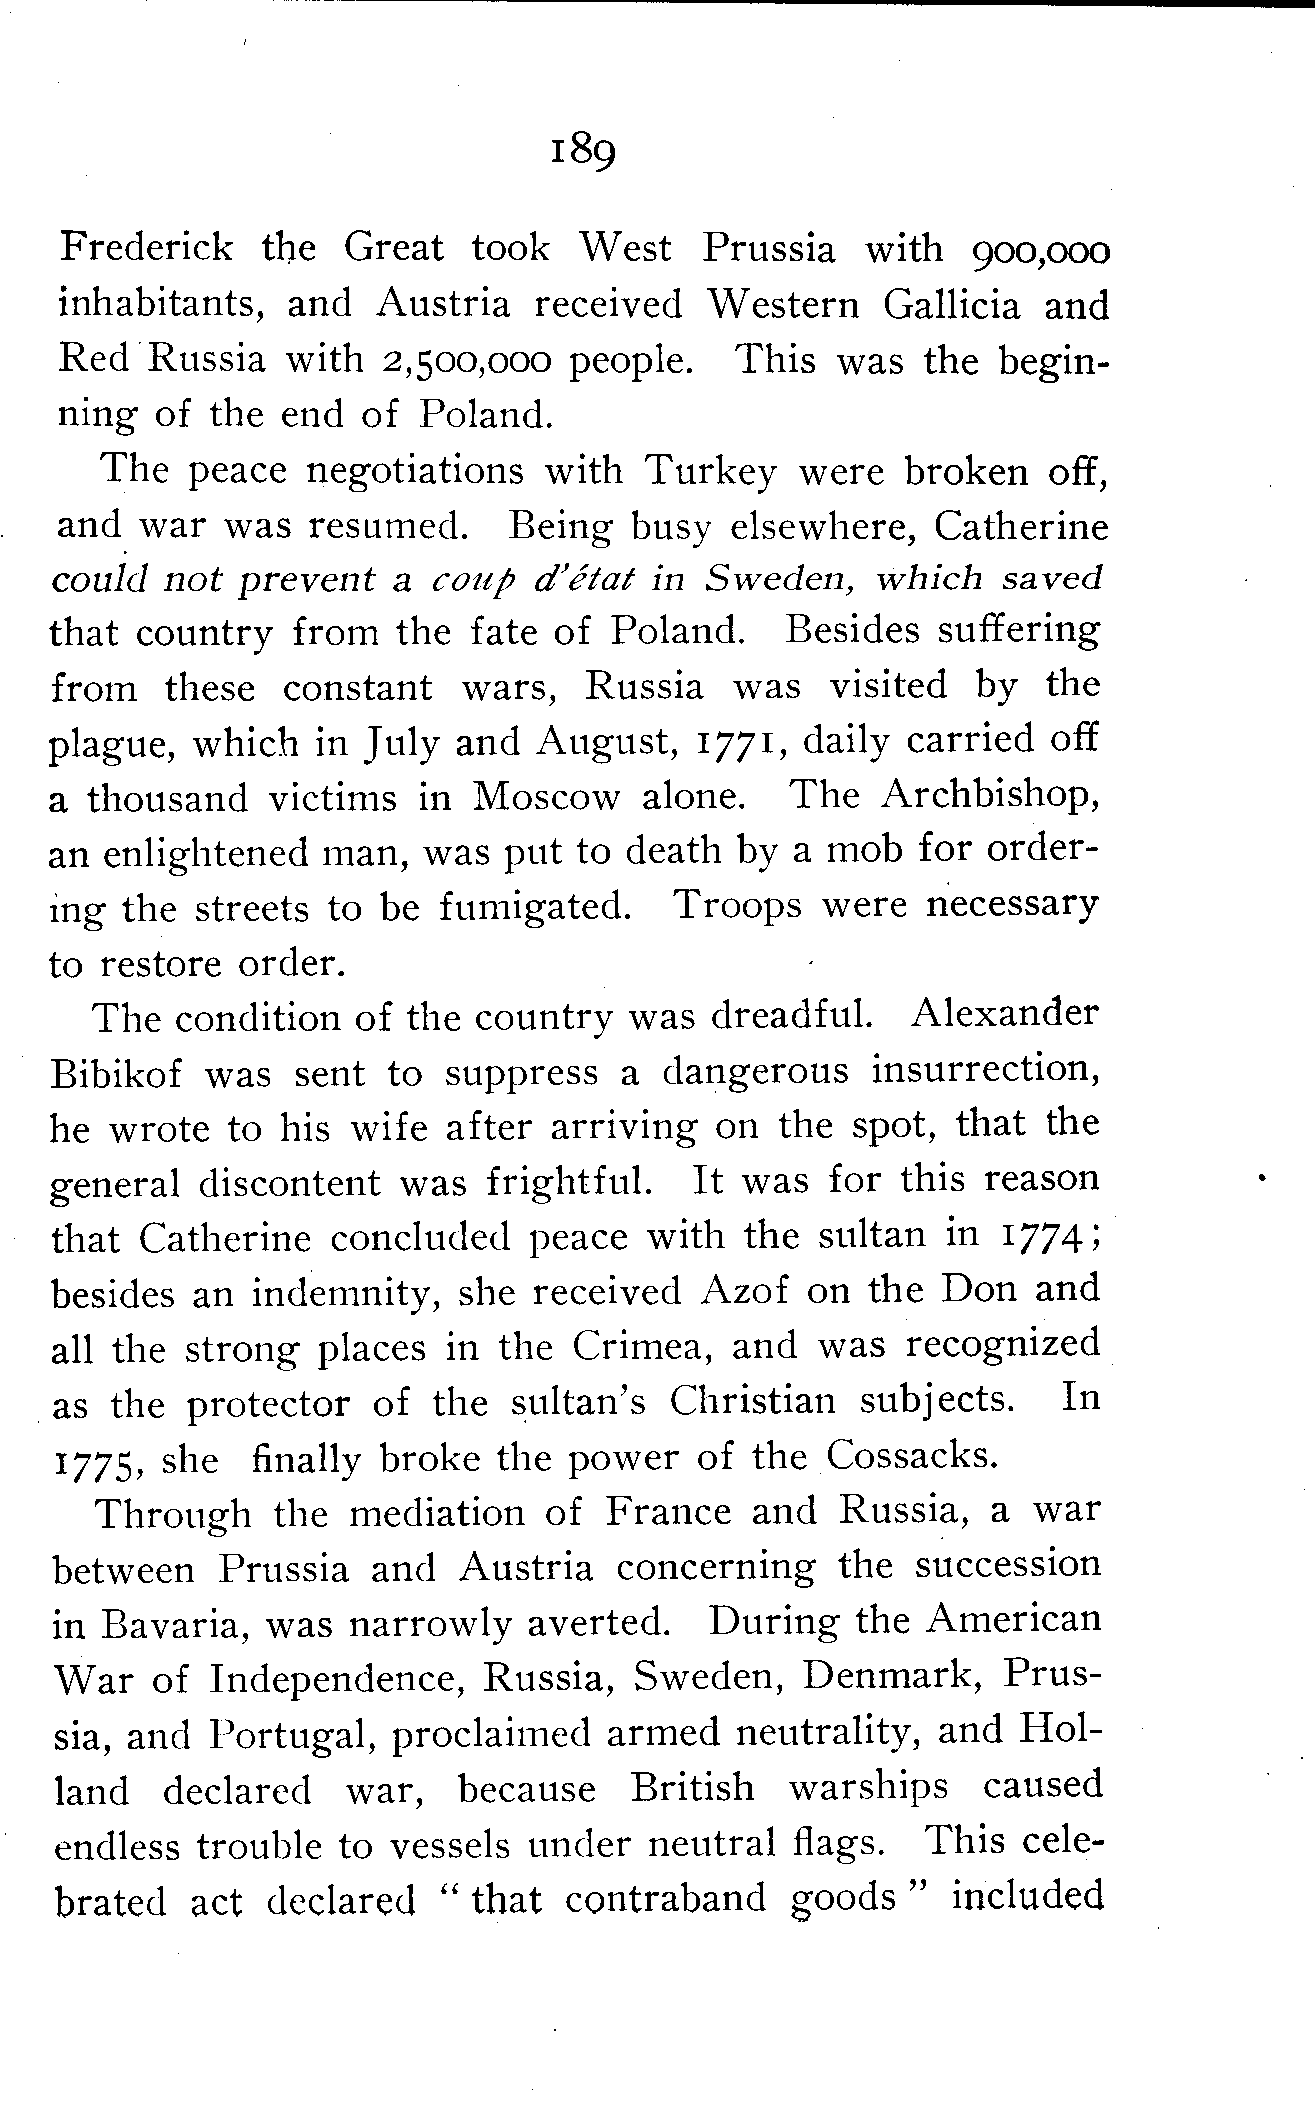 189
Frederick the Great took West Prussia with 900,000
inhabitants, and Austria received Western Gallicia and
Red Russia with 2,500,000 people. This was the begin-
ning of the end of Poland.
The peace negotiations with Turkey were broken off,
and war was resumed. Being busy elsewhere, Catherine
could not prevent a coup d'état in Sweden, which saved
that country from the fate of Poland. Besides suffering
from these constant wars, Russia was visited by the
plague, which in July and August, 1771, daily carried off
a thousand victims in Moscow alone. The Archbishop,
an enlightened man, was put to death by a mob for order-
ing the streets to be fumigated. Troops were necessary
to restore order.
The condition of the country was dreadful. Alexander
Bibikof was sent to suppress a dangerous insurrection,
he wrote to his wife after arriving on the spot, that the
general discontent was frightful. It was for this reason
that Catherine concluded peace with the sultan in 1774;
besides an indemnity, she received Azof on the Don and
all the strong places in the Crimea, and was recognized
as the protector of the sultan's Christian subjects. In
1775, she finally broke the power of the Cossacks.
Through the mediation of France and Russia, a war
between Prussia and Austria concerning the succession
in Bavaria, was narrowly averted. During the American
War of Independence, Russia, Sweden, Denmark, Prus-
sia, and Portugal, proclaimed armed neutrality, and Hol-
land declared war, because British warships caused
endless trouble to vessels under neutral flags. This cele-
brated act declared "that contraband goods" included